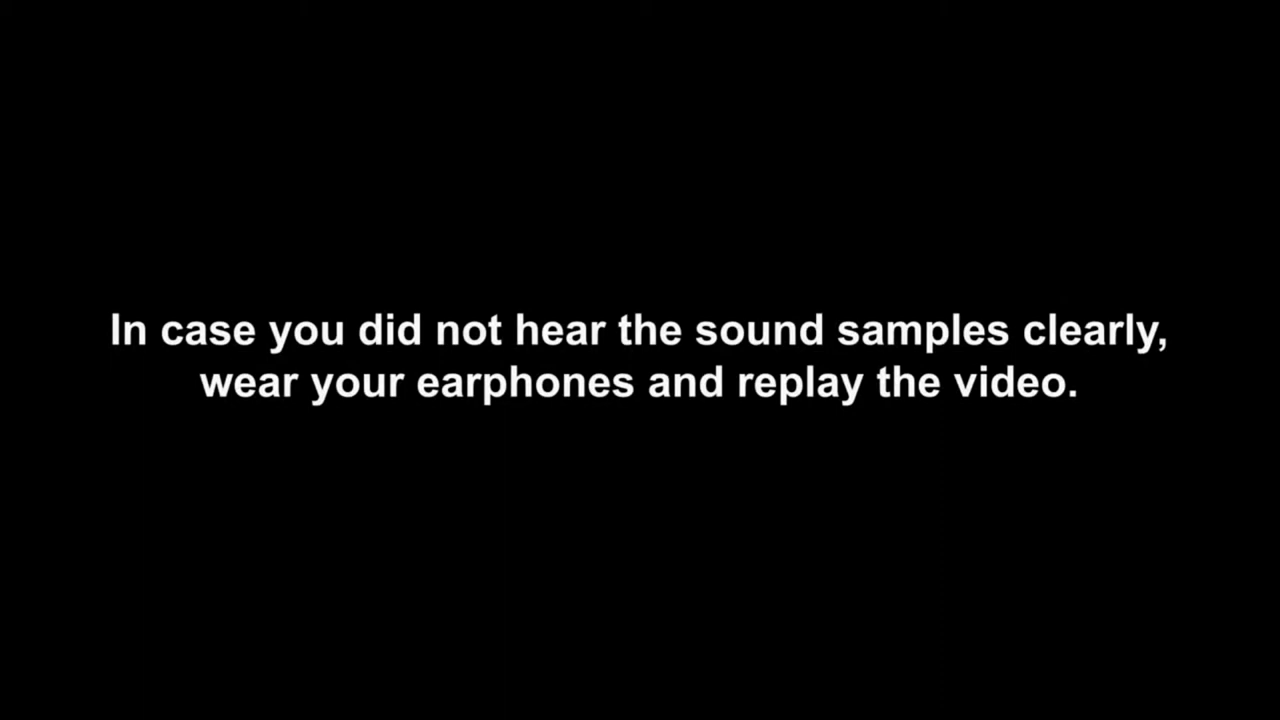 In case you did not hear the sound samples clearly,
wear your earphones and replay the video.